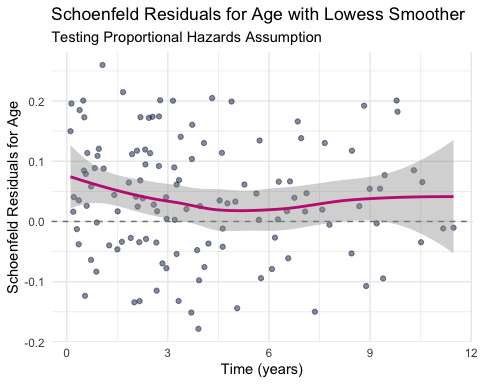 Schoenfeld Residuals for Age with Lowess Smoother
Testing Proportional Hazards Assumption
Schoenfeld Residuals for Age
0.2
0.1
0.0
-0.1
-0.2
0 3 6 9 12
Time (years)